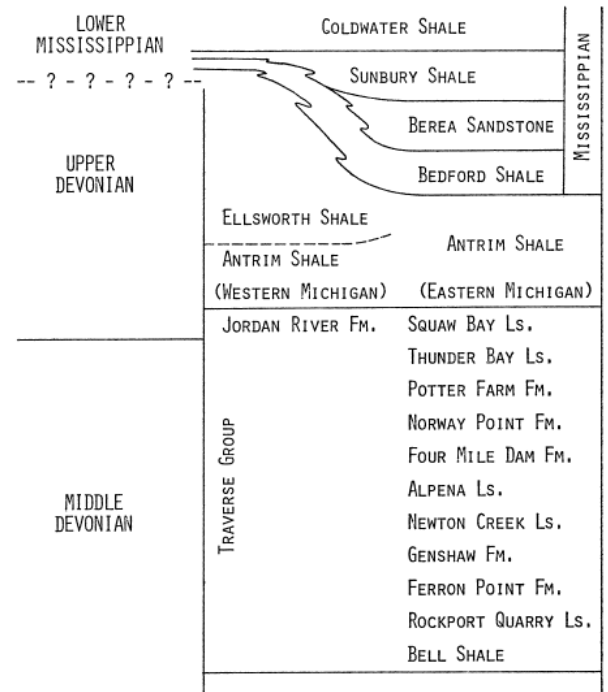 LOWER
MISSISSIPPIAN
-- ? - ? - ? - ? --
UPPER
DEVONIAN
MIDDLE
DEVONIAN
COLDWATER SHALE
SUNBURY SHALE
BEREA SANDSTONE
BEDFORD SHALE
MISSISSIPPIAN
ELLSWORTH SHALE
ANTRIM SHALE
(WESTERN MICHIGAN)
ANTRIM SHALE
(EASTERN MICHIGAN)
JORDAN RIVER FM.
TRAVERSE GROUP
SQUAW BAY LS.
THUNDER BAY LS.
POTTER FARM FM.
NORWAY POINT FM.
FOUR MILE DAM FM.
ALPENA LS.
NEWTON CREEK LS.
GENSHAW FM.
FERRON POINT FM.
ROCKPORT QUARRY LS.
BELL SHALE